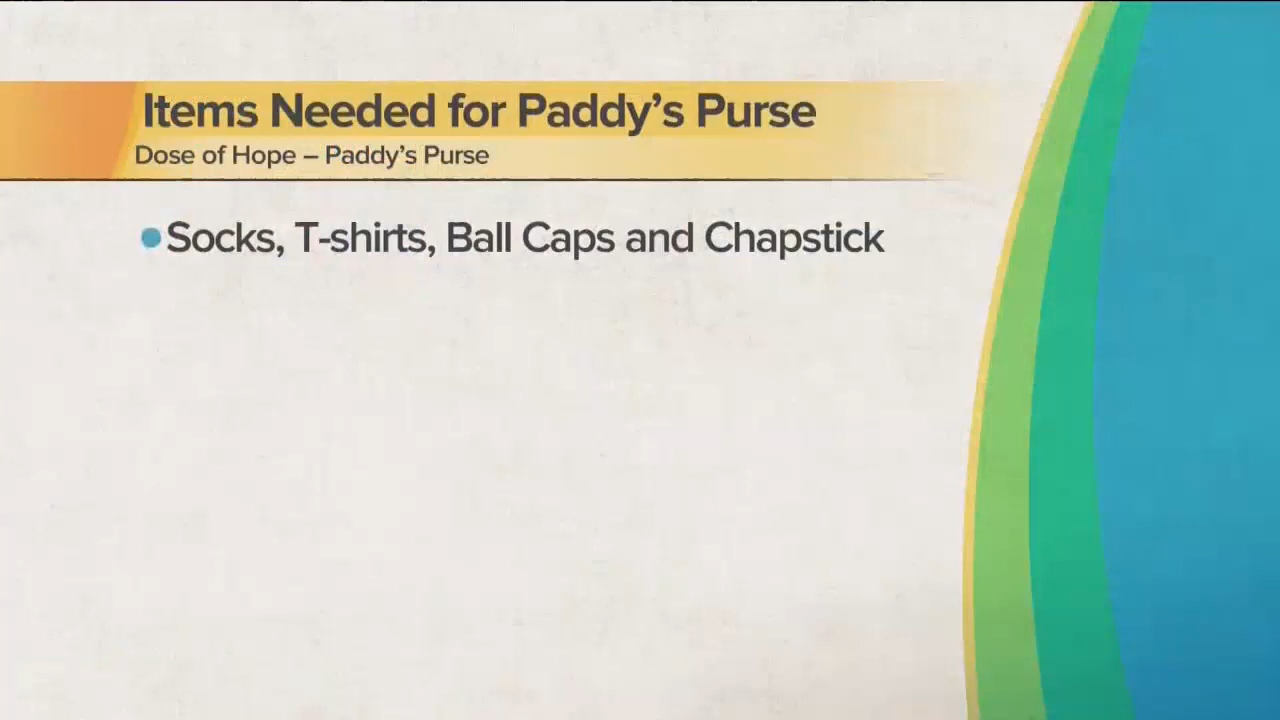 Items Needed for Paddy’s Purse
Dose of Hope – Paddy’s Purse
•Socks, T-shirts, Ball Caps and Chapstick